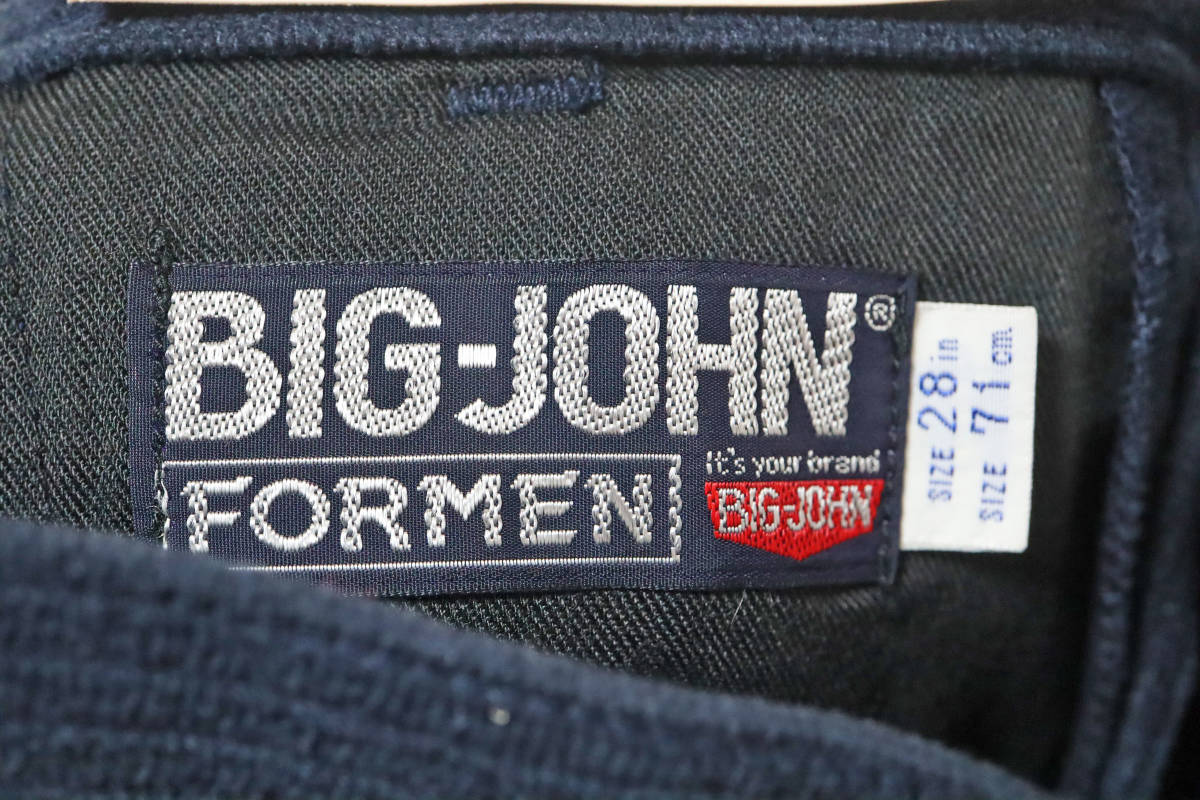 BIG-JOHN®
FORMEN
It's your brand
BIG-JOHN
SIZE 28 in
SIZE 71 cm.